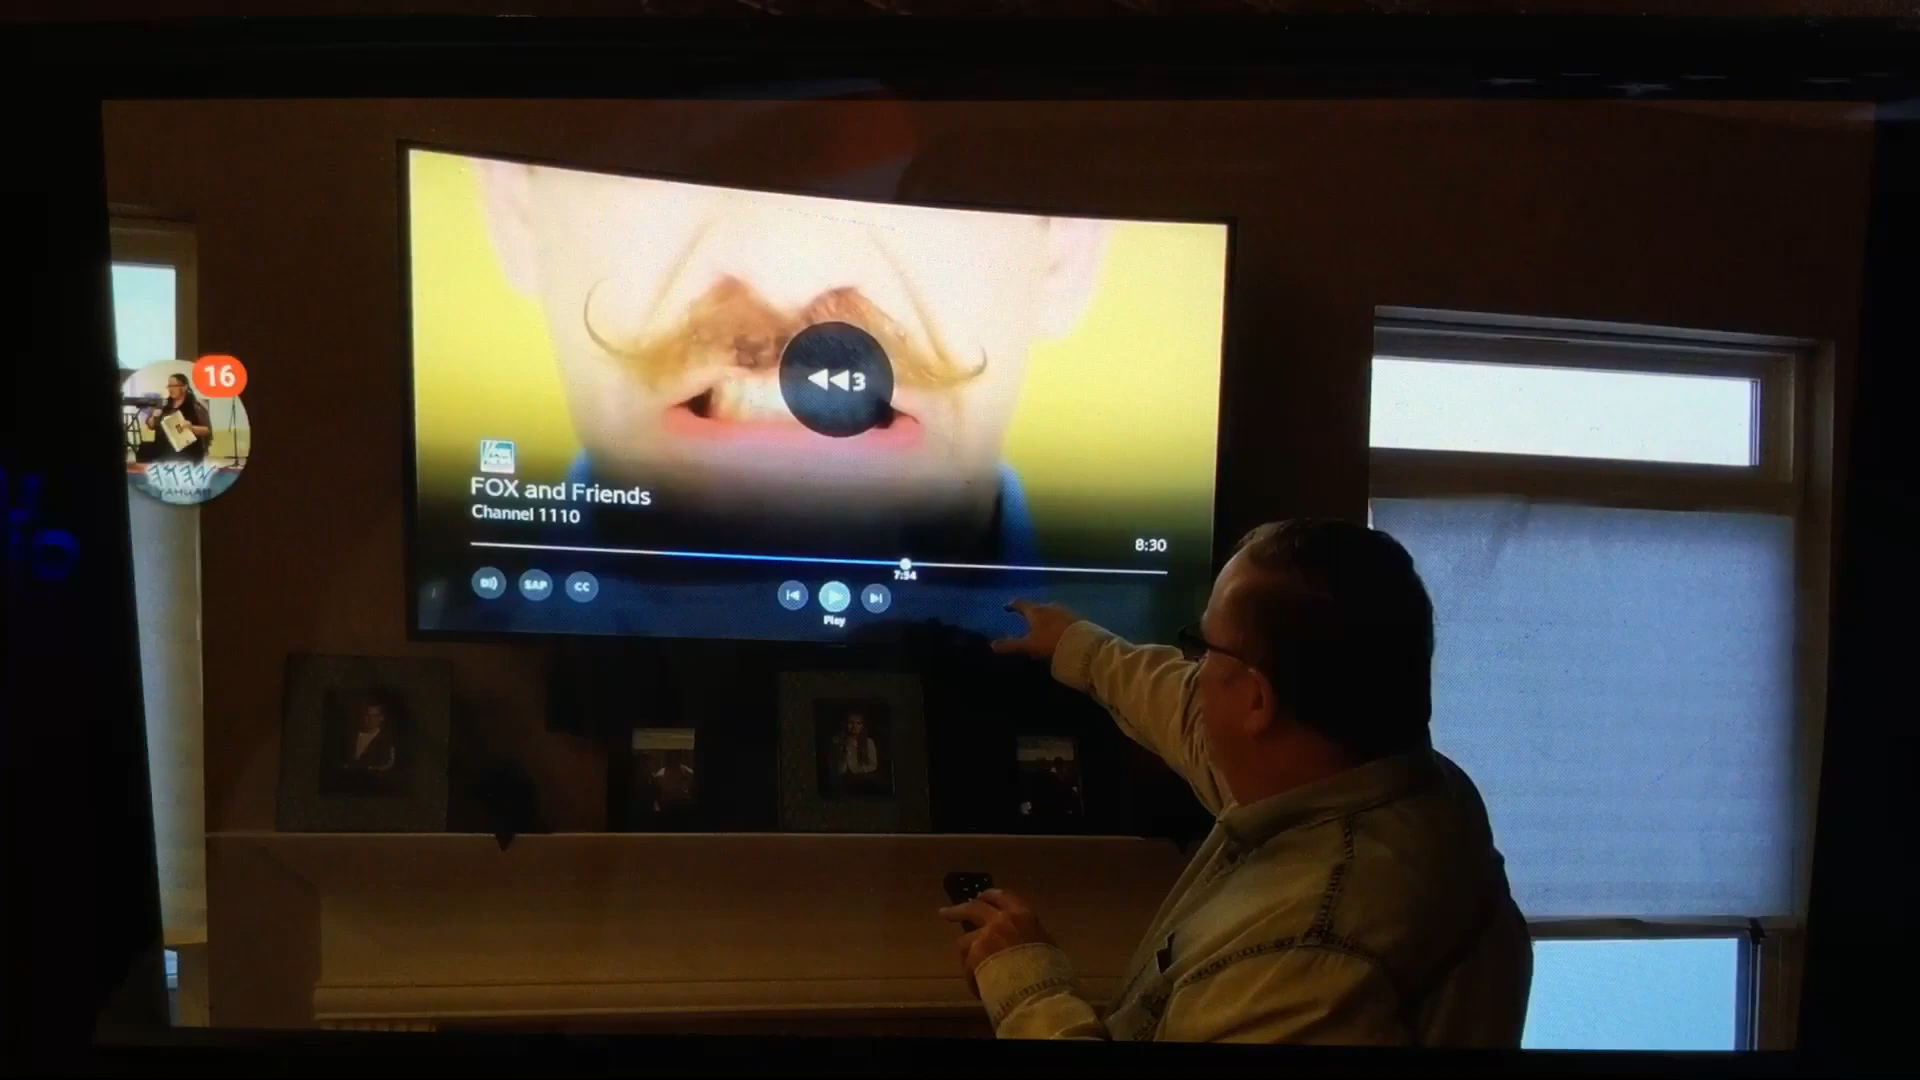 16
3
FOX and Friends
Channel 1110
8:30
7:54
SAP
CC
Play